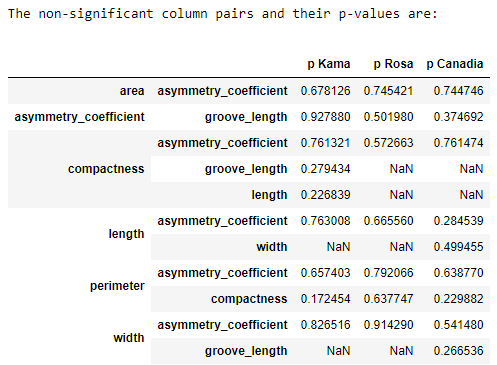 The non-significant column pairs and their p-values are:
p Kama p Rosa p Canadia
area asymmetry_coefficient 0.678126 0.745421 0.744746
asymmetry_coefficient groove_length 0.927880 0.501980 0.374692
compactness asymmetry_coefficient 0.761321 0.572663 0.761474
groove_length 0.279434 NaN NaN
length 0.226839 NaN NaN
length asymmetry_coefficient 0.763008 0.665560 0.284539
width NaN NaN 0.499455
perimeter asymmetry_coefficient 0.657403 0.792066 0.638770
compactness 0.172454 0.637747 0.229882
width asymmetry_coefficient 0.826516 0.914290 0.541480
groove_length NaN NaN 0.266536